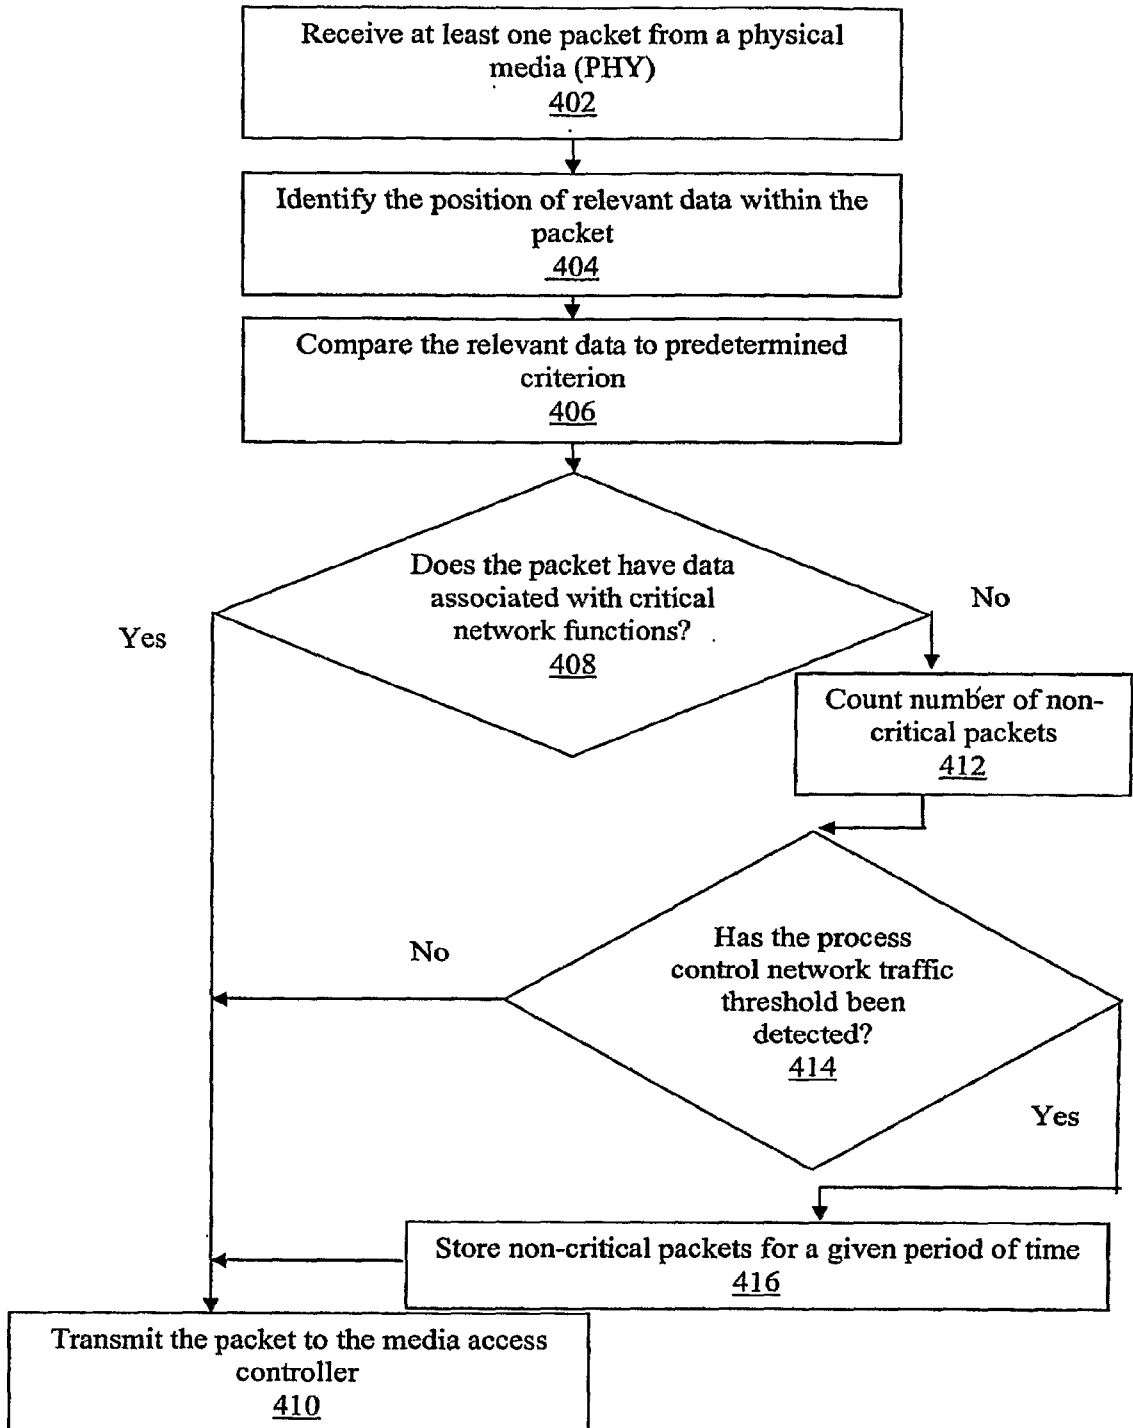 Receive at least one packet from a physical
media (PHY)
402
Identify the position of relevant data within the
packet
404
Compare the relevant data to predetermined
criterion
406
Does the packet have data
associated with critical
network functions?
408
Yes
No
Count number of non-
critical packets
412
Has the process
control network traffic
threshold been
detected?
414
No
Yes
Store non-critical packets for a given period of time
416
Transmit the packet to the media access
controller
410